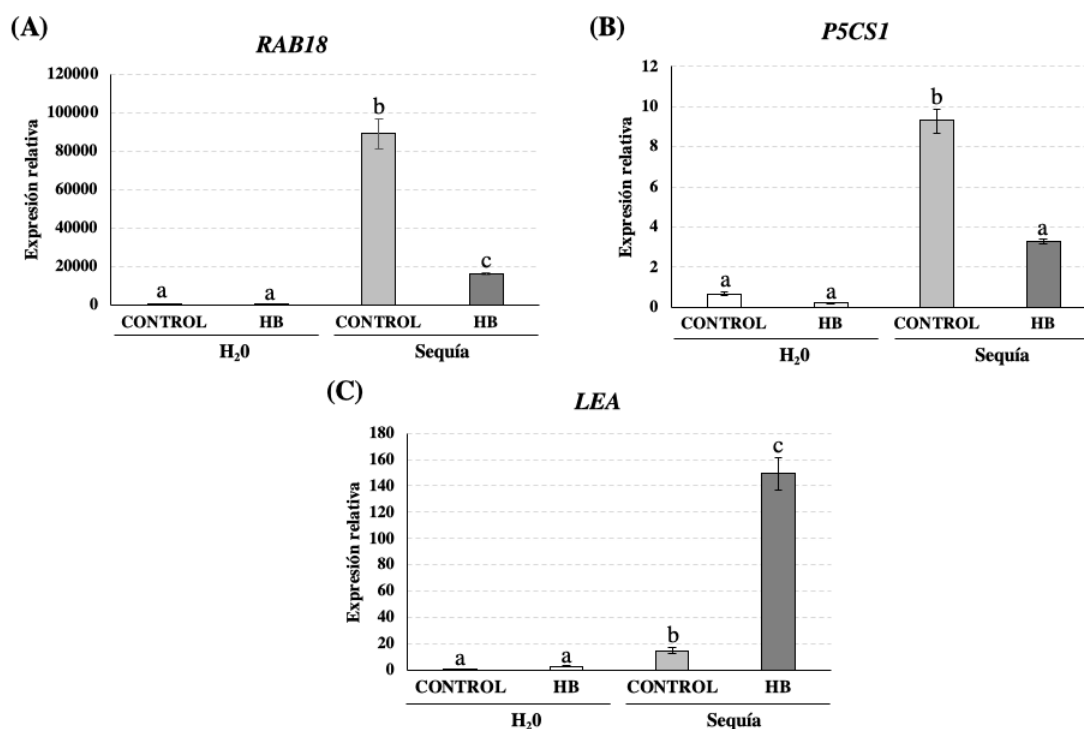 (A)
RAB18
Expresión relativa
120000
100000
80000
60000
40000
20000
0
a
a
b
c
CONTROL HB CONTROL HB
H₂0 Sequía
(B)
P5CS1
Expresión relativa
12
10
8
6
4
2
0
a
a
b
a
CONTROL HB CONTROL HB
H₂0 Sequía
(C)
LEA
Expresión relativa
180
160
140
120
100
80
60
40
20
0
a
a
b
c
CONTROL HB CONTROL HB
H₂0 Sequía